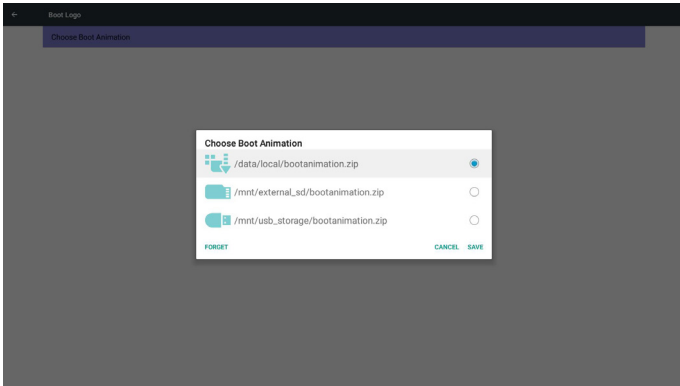 Boot Logo
Choose Boot Animation
Choose Boot Animation
/data/local/bootanimation.zip
/mnt/external_sd/bootanimation.zip
/mnt/usb_storage/bootanimation.zip
FORGET CANCEL SAVE